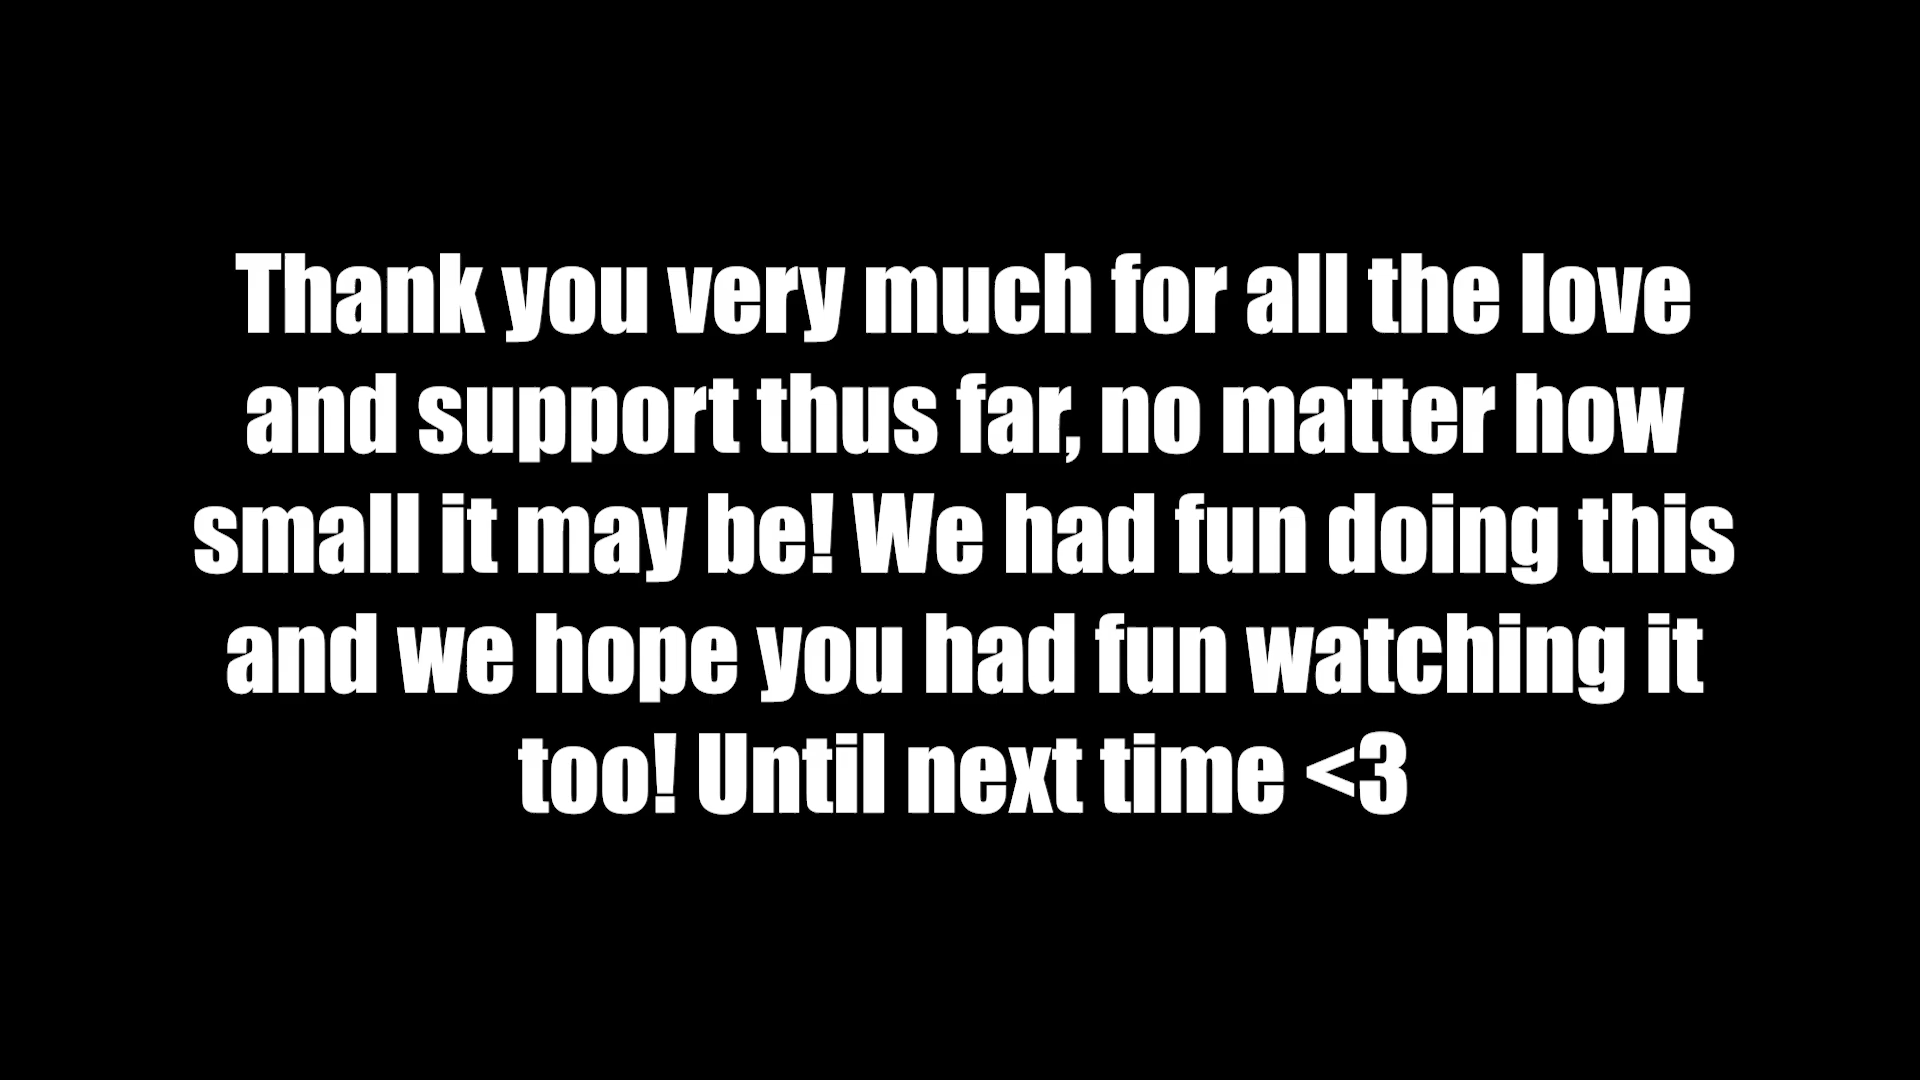 Thank you very much for all the love
and support thus far, no matter how
small it may be! We had fun doing this
and we hope you had fun watching it
too! Until next time <3